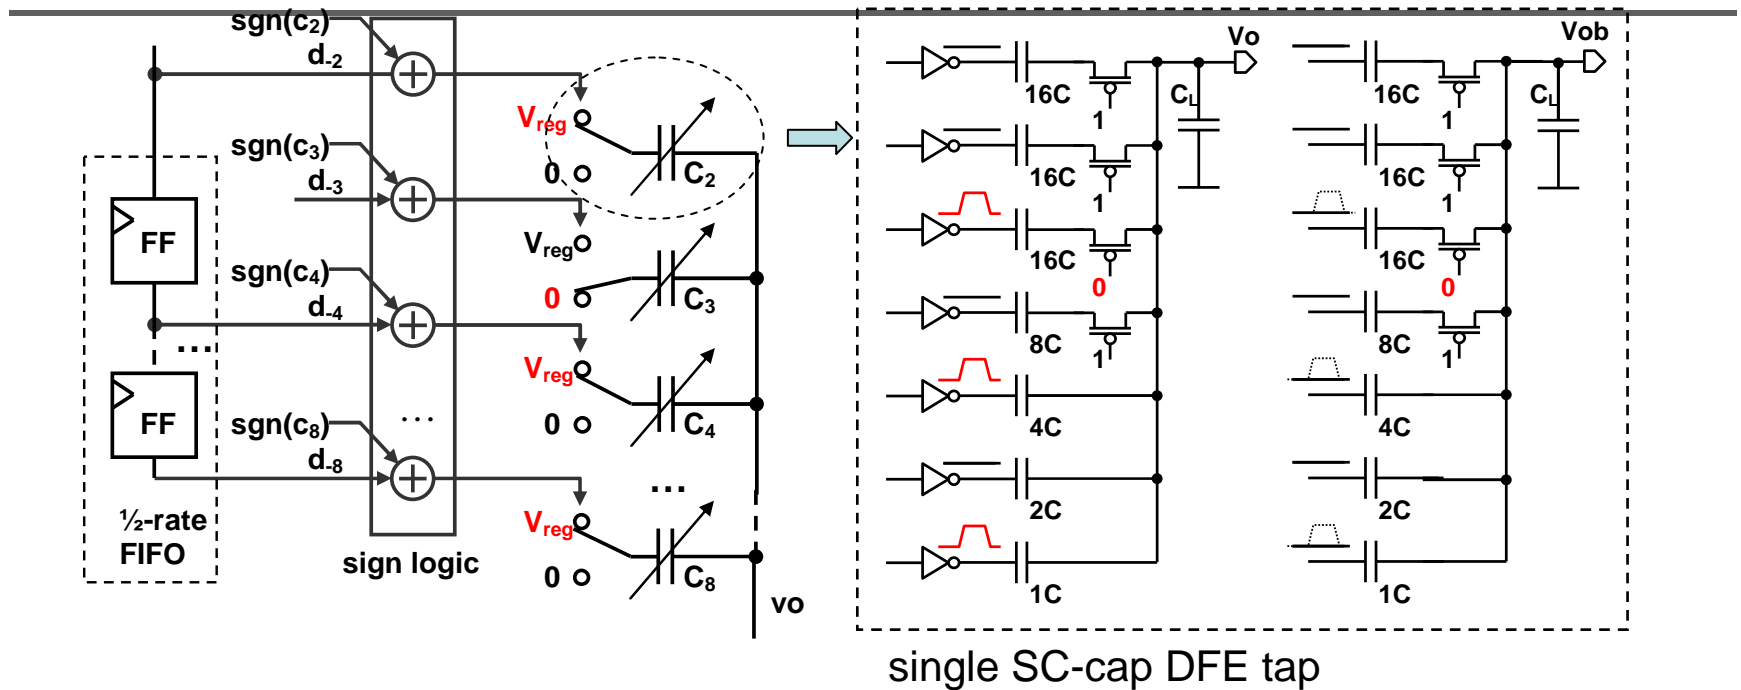 sgn(c2)
d-2
sgn(c3)
d-3
sgn(c4)
d-4
...
sgn(c8)
d-8
FF
FF
½-rate
FIFO
...
sign logic
Vreg
0
C2
Vreg
0
C3
Vreg
0
C4
...
Vreg
0
C8
vo
Vo
CL
16C
1
16C
1
16C
0
8C
1
4C
2C
1C
Vob
CL
16C
1
16C
1
16C
0
8C
1
4C
2C
1C
single SC-cap DFE tap